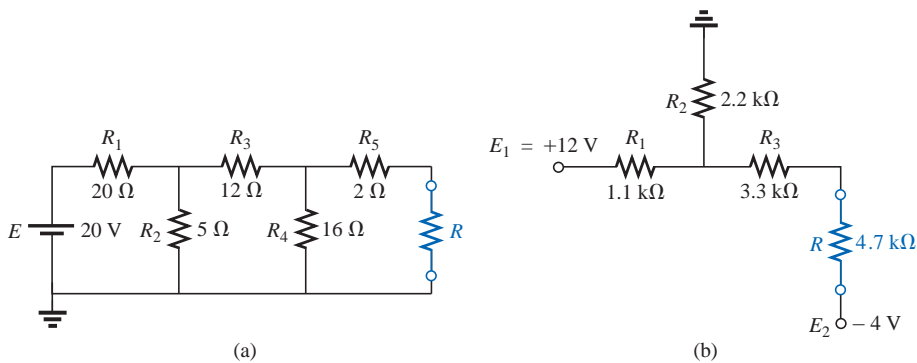 R1
20 Ω
R3
12 Ω
R5
2 Ω
E
20 V
R2
5 Ω
R4
16 Ω
R
(a)
R2
2.2 kΩ
E1 = +12 V
R1
1.1 kΩ
R3
3.3 kΩ
R
4.7 kΩ
E2
– 4 V
(b)